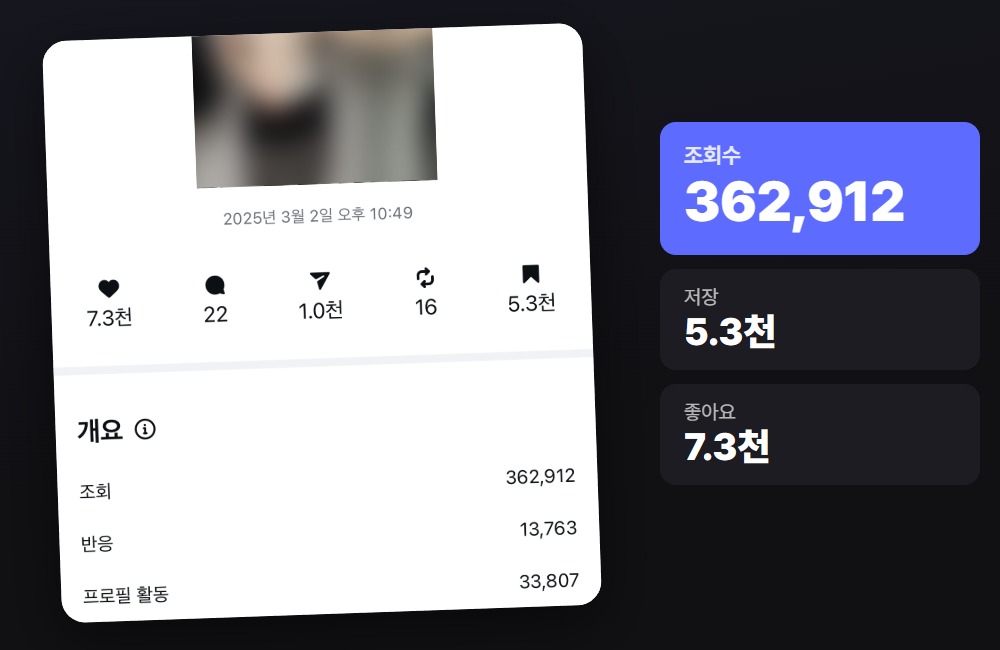 2025년 3월 2일 오후 10:49
7.3천 22 1.0천 16 5.3천
개요
조회 362,912
반응 13,763
프로필 활동 33,807
조회수
362,912
저장
5.3천
좋아요
7.3천